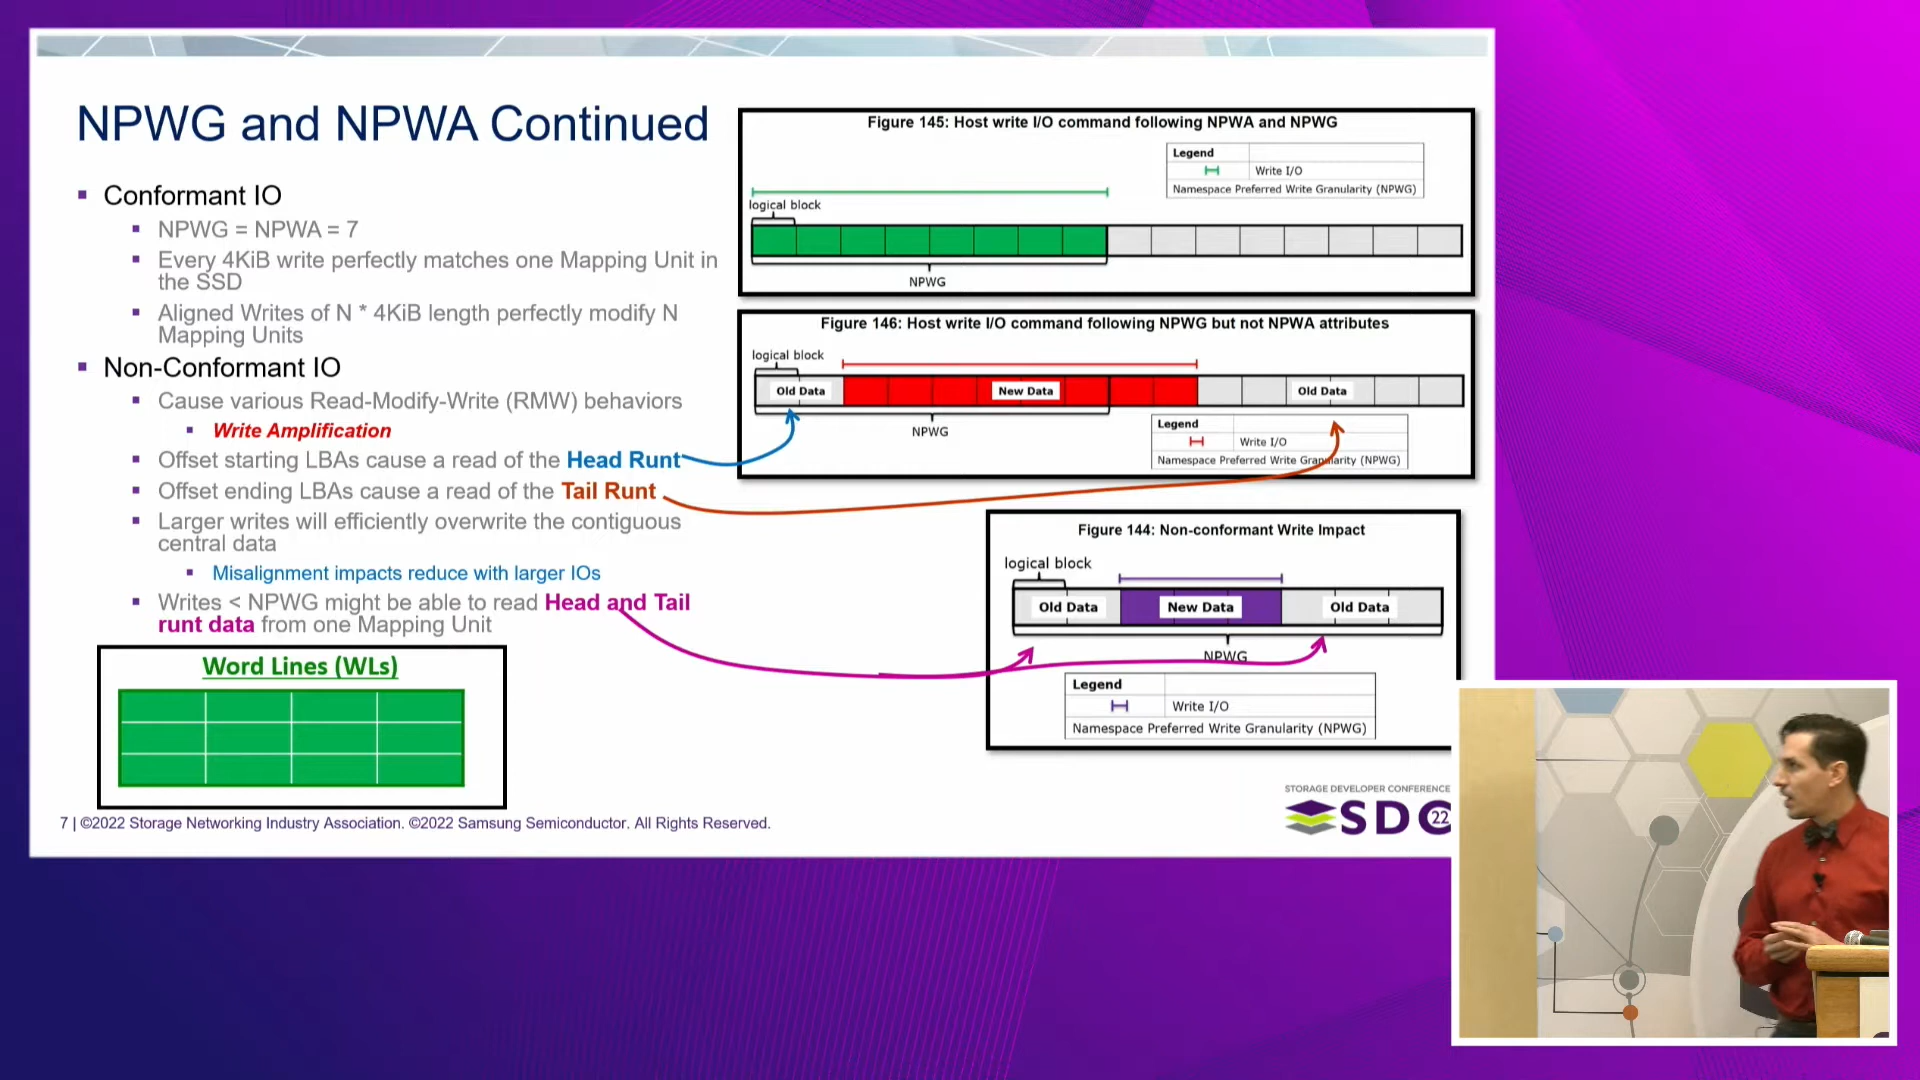 NPWG and NPWA Continued
Conformant IO
NPWG = NPWA = 7
Every 4KiB write perfectly matches one Mapping Unit in
the SSD
Aligned Writes of N * 4KiB length perfectly modify N
Mapping Units
Non-Conformant IO
Cause various Read-Modify-Write (RMW) behaviors
Write Amplification
Offset starting LBAs cause a read of the Head Runt
Offset ending LBAs cause a read of the Tail Runt
Larger writes will efficiently overwrite the contiguous
central data
Misalignment impacts reduce with larger IOs
Writes < NPWG might be able to read Head and Tail
runt data from one Mapping Unit
Word Lines (WLs)
Figure 145: Host write I/O command following NPWA and NPWG
Legend
Write I/O
Namespace Preferred Write Granularity (NPWG)
logical block
NPWG
Figure 146: Host write I/O command following NPWG but not NPWA attributes
logical block
Old Data
New Data
Old Data
NPWG
Legend
Write I/O
Namespace Preferred Write Granularity (NPWG)
Figure 144: Non-conformant Write Impact
logical block
Old Data
New Data
Old Data
NPWG
Legend
Write I/O
Namespace Preferred Write Granularity (NPWG)
7 | ©2022 Storage Networking Industry Association. ©2022 Samsung Semiconductor. All Rights Reserved.
STORAGE DEVELOPER CONFERENCE
SDC 22